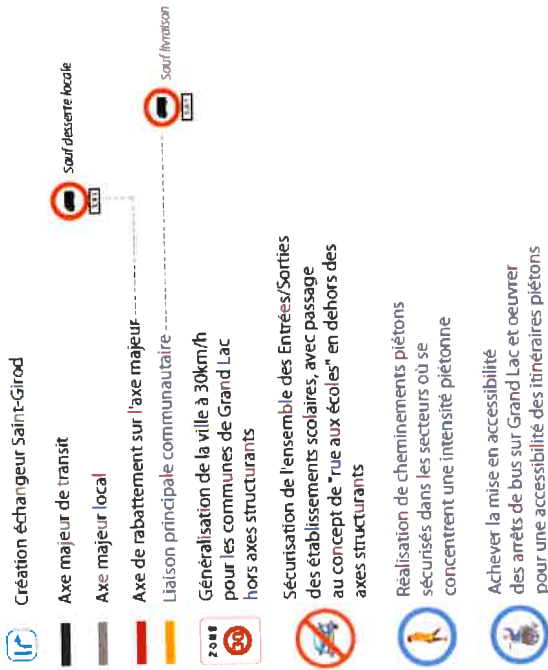 Création échangeur Saint-Girod
Axe majeur de transit
Sauf desserte locale
Axe majeur local
Axe de rabattement sur l'axe majeur
Liaison principale communautaire
Sauf livraison
ZONE
30
Généralisation de la ville à 30km/h
pour les communes de Grand Lac
hors axes structurants
Sécurisation de l'ensemble des Entrées/Sorties
des établissements scolaires, avec passage
au concept de "rue aux écoles" en dehors des
axes structurants
Réalisation de cheminements piétons
sécurisés dans les secteurs où se
concentrent une intensité piétonne
Achever la mise en accessibilité
des arrêts de bus sur Grand Lac et oeuvrer
pour une accessibilité des itinéraires piétons